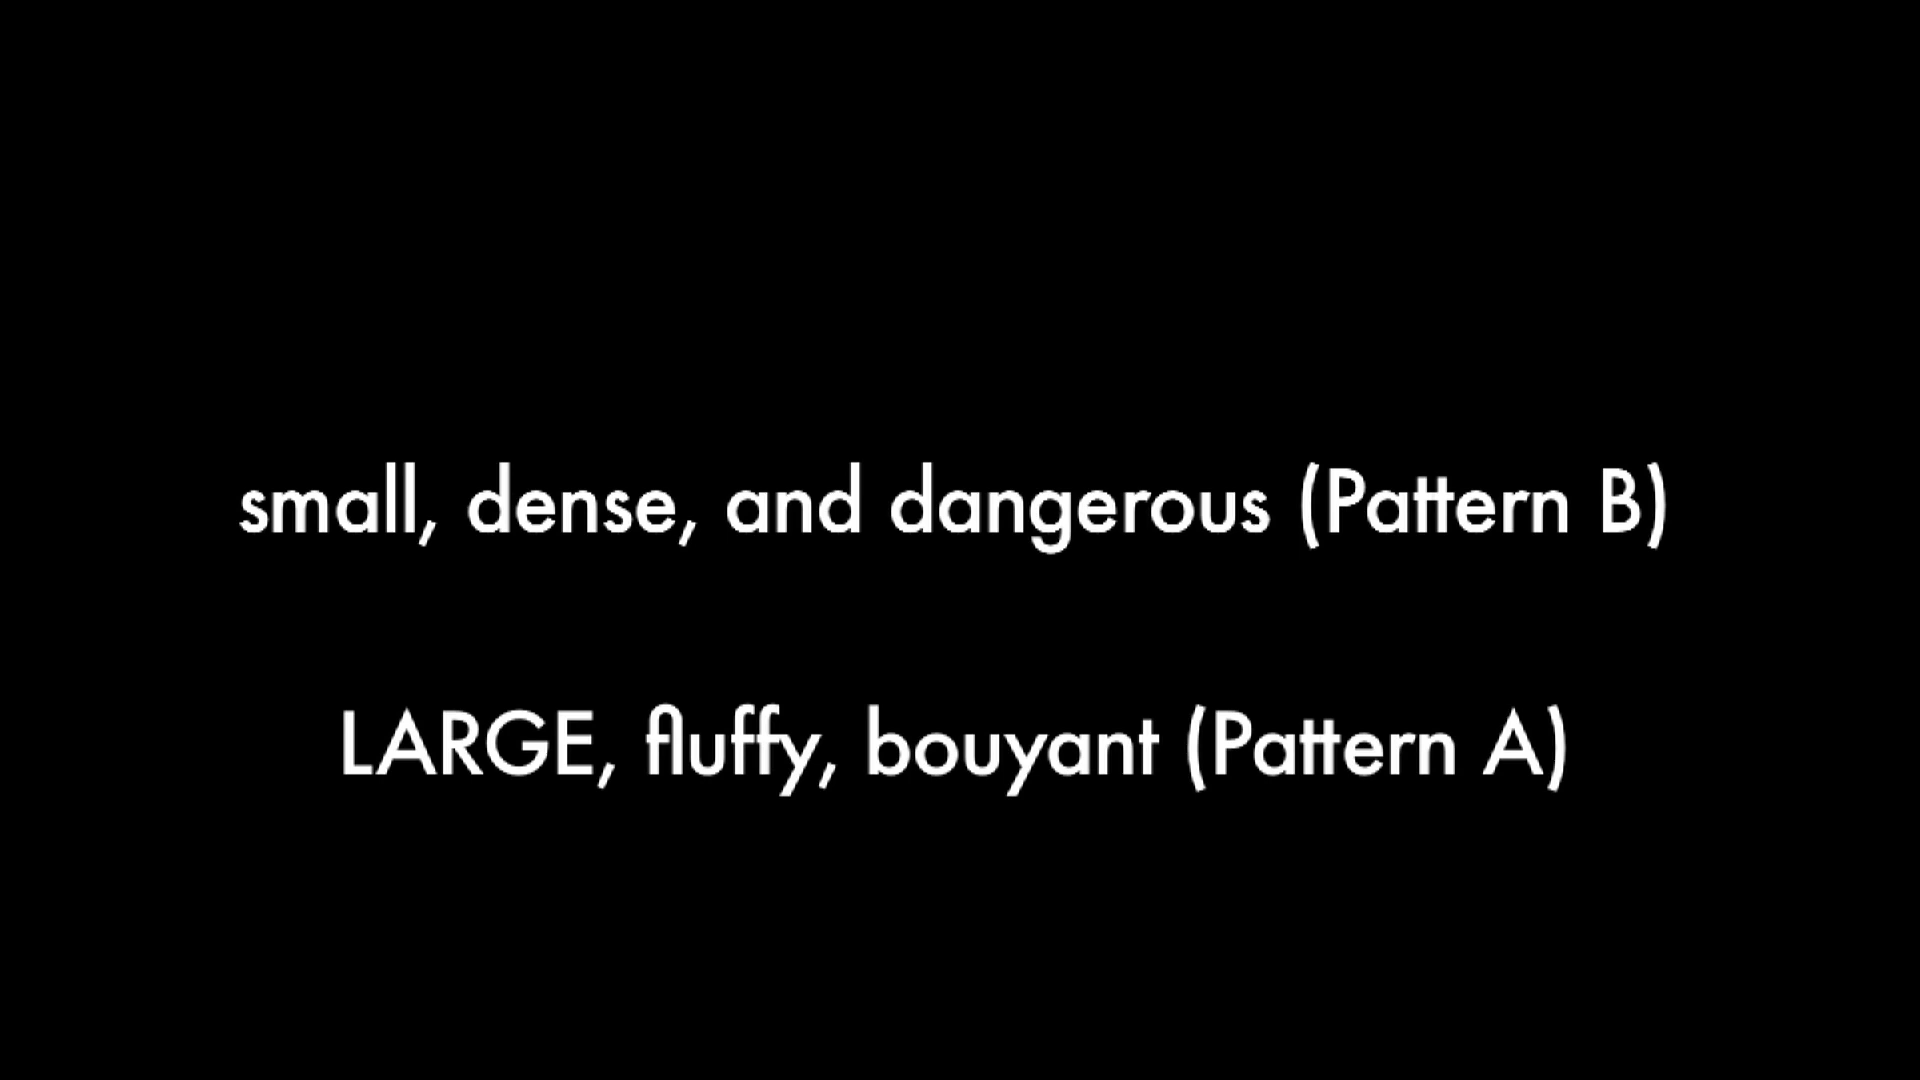 small, dense, and dangerous (Pattern B)
LARGE, fluffy, bouyant (Pattern A)